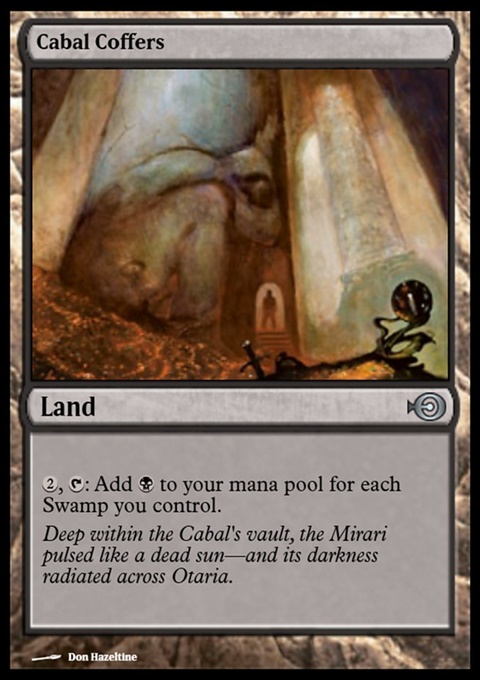 Cabal Coffers
Land
2, : Add to your mana pool for each
Swamp you control.
Deep within the Cabal's vault, the Mirari
pulsed like a dead sun—and its darkness
radiated across Otaria.
Don Hazeltine